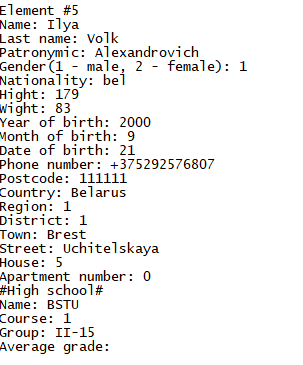 Element #5
Name: Ilya
Last name: Volk
Patronymic: Alexandrovich
Gender(1 - male, 2 - female): 1
Nationality: bel
Hight: 179
Wight: 83
Year of birth: 2000
Month of birth: 9
Date of birth: 21
Phone number: +375292576807
Postcode: 111111
Country: Belarus
Region: 1
District: 1
Town: Brest
Street: Uchitelskaya
House: 5
Apartment number: 0
#High school#
Name: BSTU
Course: 1
Group: II-15
Average grade: